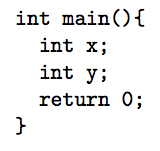 int main(){
  int x;
  int y;
  return 0;
}